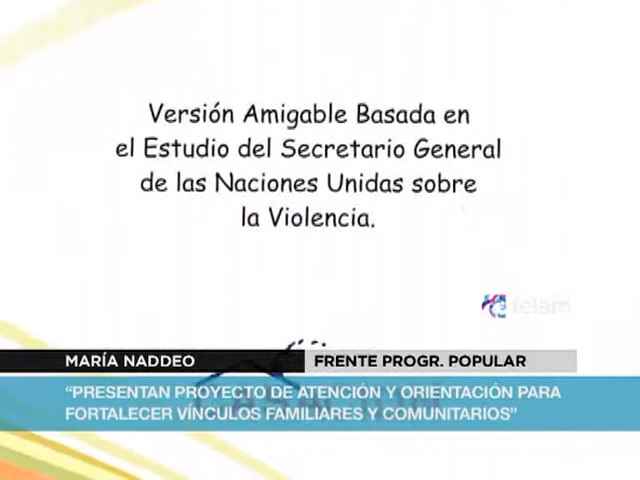 Versión Amigable Basada en
el Estudio del Secretario General
de las Naciones Unidas sobre
la Violencia.
telam
MARÍA NADDEO
FRENTE PROGR. POPULAR
“PRESENTAN PROYECTO DE ATENCIÓN Y ORIENTACIÓN PARA
FORTALECER VÍNCULOS FAMILIARES Y COMUNITARIOS”